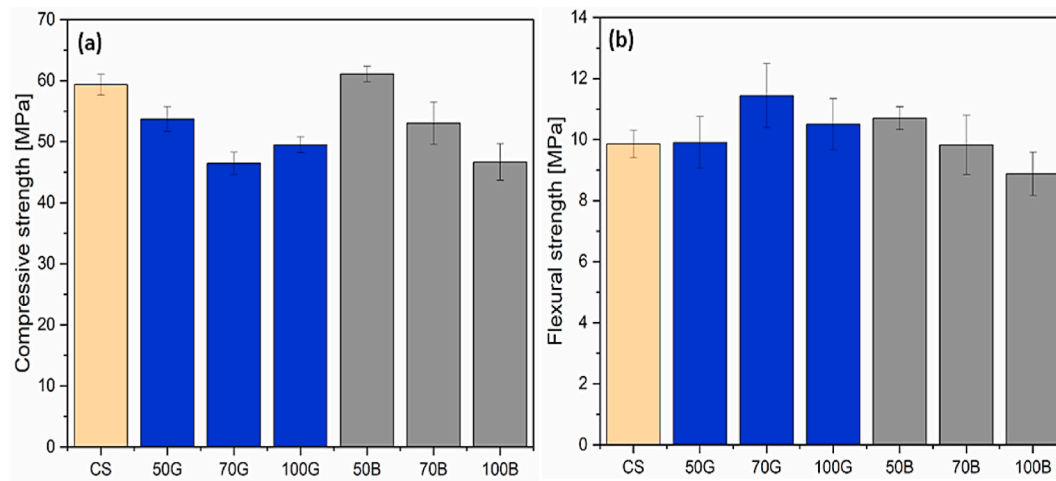 (a)
Compressive strength [MPa]
70
60
50
40
30
20
10
0
CS 50G 70G 100G 50B 70B 100B
(b)
Flexural strength [MPa]
14
12
10
8
6
4
2
0
CS 50G 70G 100G 50B 70B 100B